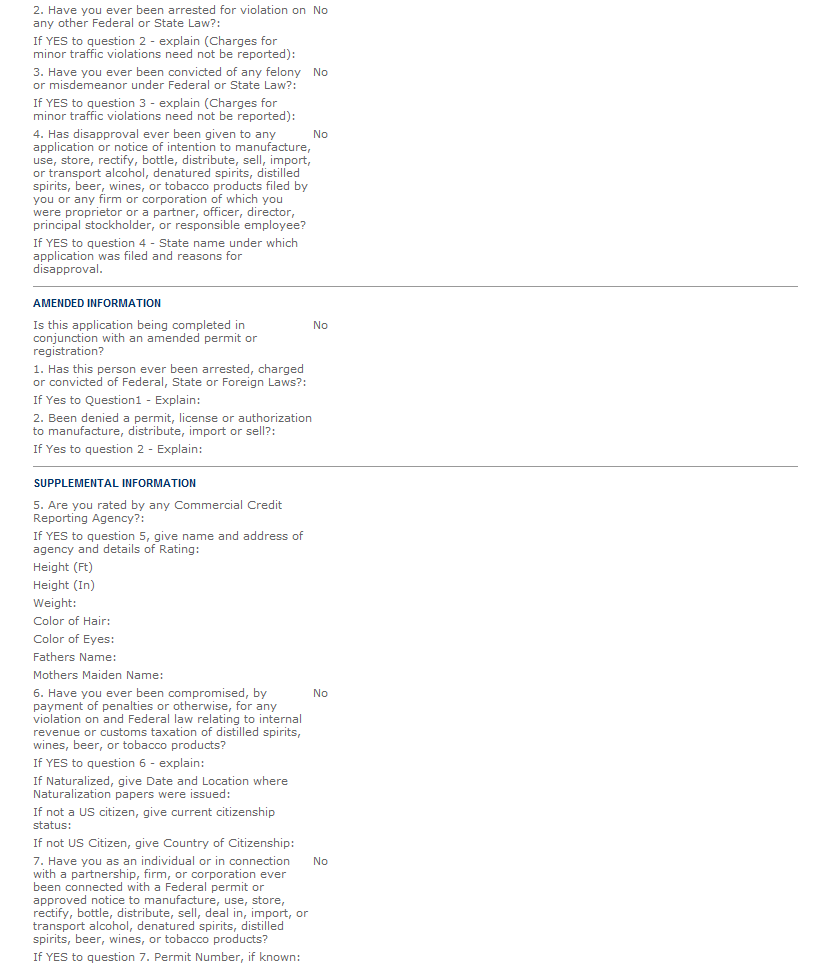 2. Have you ever been arrested for violation on No
any other Federal or State Law?:
If YES to question 2 - explain (Charges for
minor traffic violations need not be reported):
3. Have you ever been convicted of any felony No
or misdemeanor under Federal or State Law?:
If YES to question 3 - explain (Charges for
minor traffic violations need not be reported):
4. Has disapproval ever been given to any No
application or notice of intention to manufacture,
use, store, rectify, bottle, distribute, sell, import,
or transport alcohol, denatured spirits, distilled
spirits, beer, wines, or tobacco products filed by
you or any firm or corporation of which you
were proprietor or a partner, officer, director,
principal stockholder, or responsible employee?
If YES to question 4 - State name under which
application was filed and reasons for
disapproval.
AMENDED INFORMATION
Is this application being completed in No
conjunction with an amended permit or
registration?
1. Has this person ever been arrested, charged
or convicted of Federal, State or Foreign Laws?:
If Yes to Question1 - Explain:
2. Been denied a permit, license or authorization
to manufacture, distribute, import or sell?:
If Yes to question 2 - Explain:
SUPPLEMENTAL INFORMATION
5. Are you rated by any Commercial Credit
Reporting Agency?:
If YES to question 5, give name and address of
agency and details of Rating:
Height (Ft)
Height (In)
Weight:
Color of Hair:
Color of Eyes:
Fathers Name:
Mothers Maiden Name:
6. Have you ever been compromised, by No
payment of penalties or otherwise, for any
violation on and Federal law relating to internal
revenue or customs taxation of distilled spirits,
wines, beer, or tobacco products?
If YES to question 6 - explain:
If Naturalized, give Date and Location where
Naturalization papers were issued:
If not a US citizen, give current citizenship
status:
If not US Citizen, give Country of Citizenship:
7. Have you as an individual or in connection No
with a partnership, firm, or corporation ever
been connected with a Federal permit or
approved notice to manufacture, use, store,
rectify, bottle, distribute, sell, deal in, import, or
transport alcohol, denatured spirits, distilled
spirits, beer, wines, or tobacco products?
If YES to question 7. Permit Number, if known: